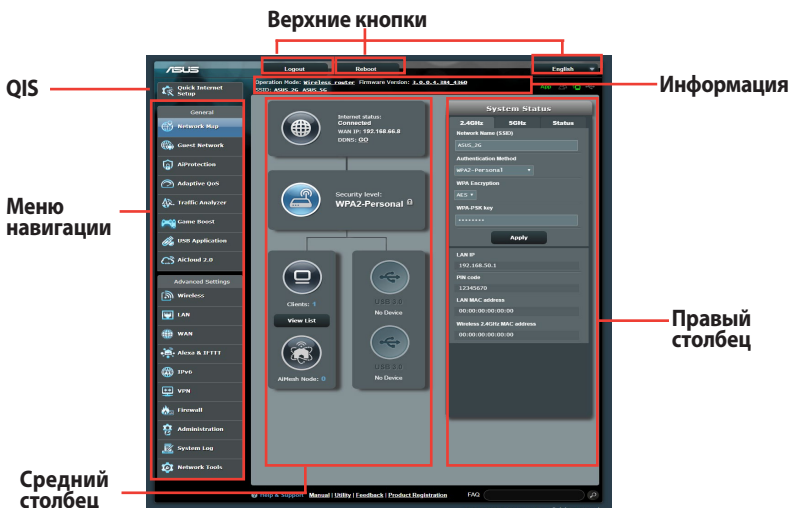 Верхние кнопки
QIS
Информация
Меню
навигации
Правый
столбец
Средний
столбец
ASUS
Logout
Reboot
English
Quick Internet
Setup
Operation Mode: Wireless router Firmware Version: 3.0.0.4.384_4360
SSID: ASUS_2G ASUS_5G
App
General
Network Map
Guest Network
AiProtection
Adaptive QoS
Traffic Analyzer
Game Boost
USB Application
AiCloud 2.0
Advanced Settings
Wireless
LAN
WAN
Alexa & IFTTT
IPv6
VPN
Firewall
Administration
System Log
Network Tools
Internet status:
Connected
WAN IP: 192.168.66.8
DDNS: GO
Security level:
WPA2-Personal
Clients: 1
View List
AiMesh Node: 0
USB 3.0
No Device
USB 2.0
No Device
System Status
2.4GHz 5GHz Status
Network Name (SSID)
ASUS_2G
Authentication Method
WPA2-Personal
WPA Encryption
AES
WPA-PSK key
********
Apply
LAN IP
192.168.50.1
PIN code
12345670
LAN MAC address
00:00:00:00:00:00
Wireless 2.4GHz MAC address
00:00:00:00:00:00
Help & Support Manual | Utility | Feedback | Product Registration FAQ